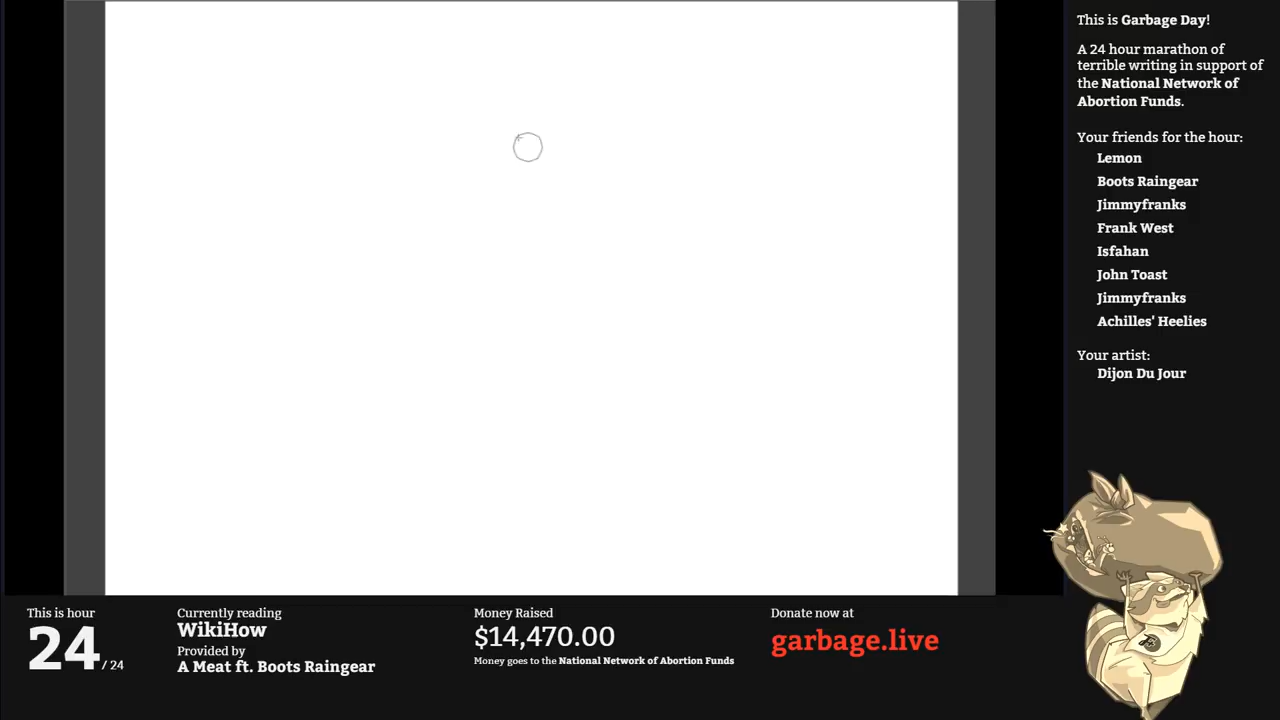 This is Garbage Day!
A 24 hour marathon of
terrible writing in support of
the National Network of
Abortion Funds.
Your friends for the hour:
Lemon
Boots Raingear
Jimmyfranks
Frank West
Isfahan
John Toast
Jimmyfranks
Achilles' Heelies
Your artist:
Dijon Du Jour
This is hour
24 / 24
Currently reading
WikiHow
Provided by
A Meat ft. Boots Raingear
Money Raised
$14,470.00
Money goes to the National Network of Abortion Funds
Donate now at
garbage.live